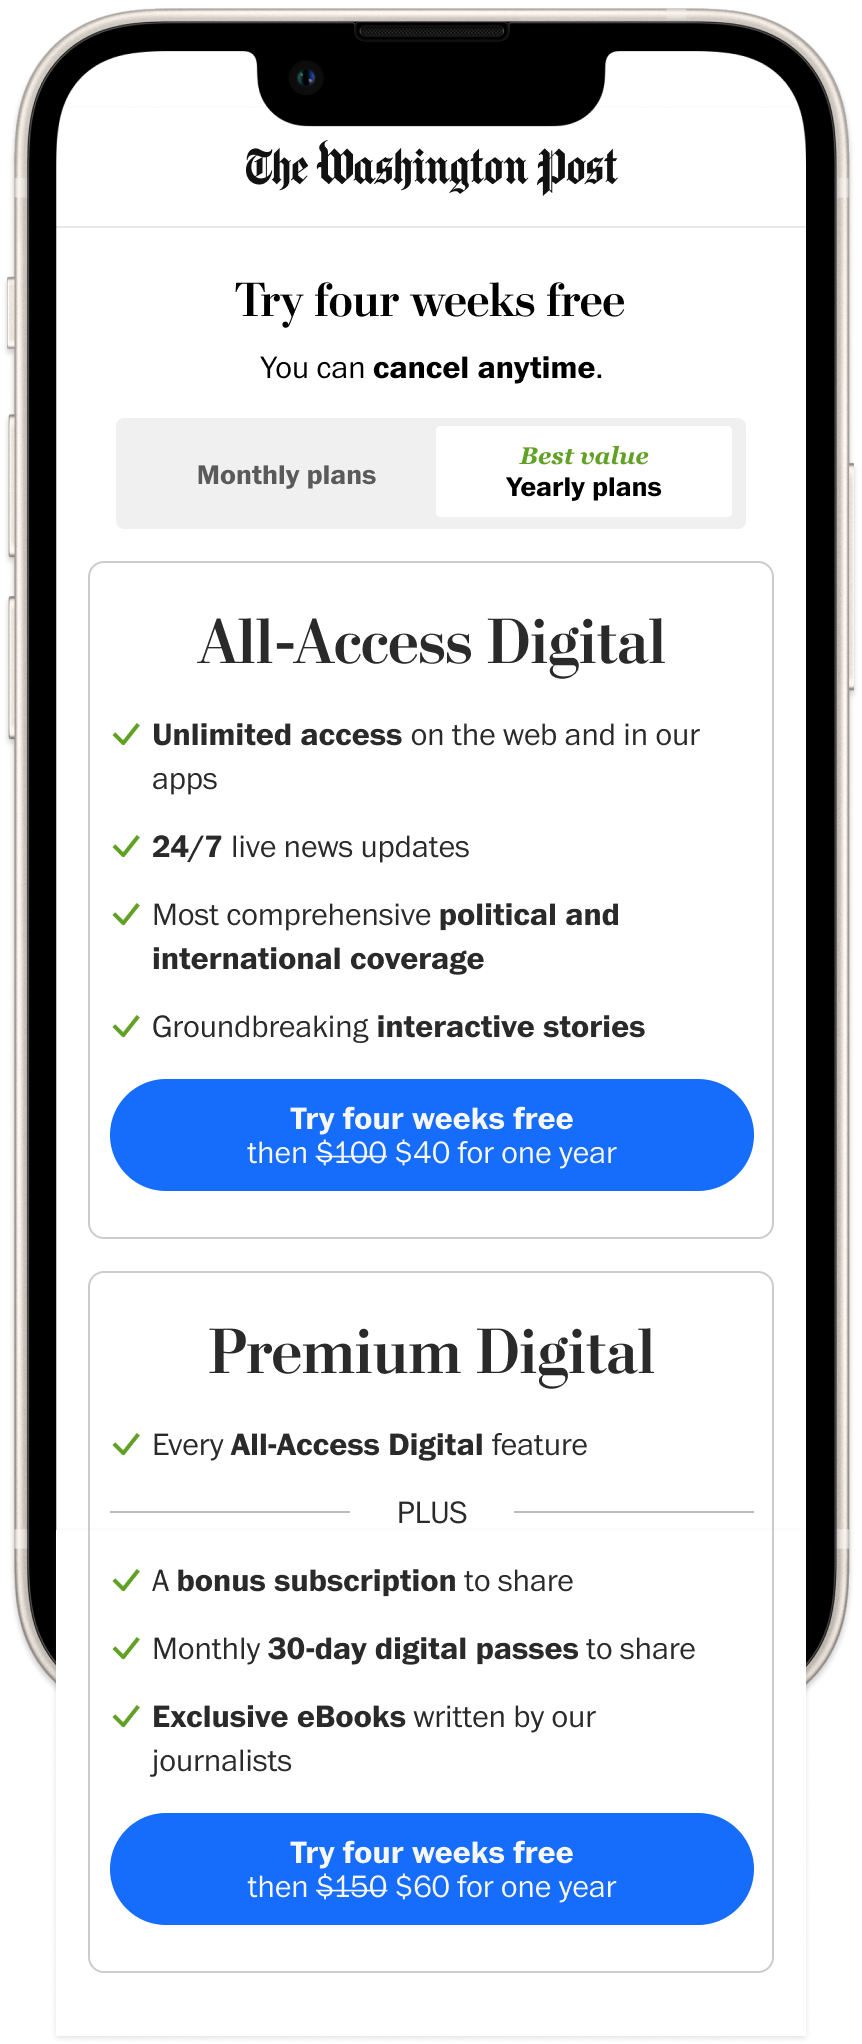 The Washington Post
Try four weeks free
You can cancel anytime.
Monthly plans
Best value
Yearly plans
All-Access Digital
Unlimited access on the web and in our
apps
24/7 live news updates
Most comprehensive political and
international coverage
Groundbreaking interactive stories
Try four weeks free
then $100 $40 for one year
Premium Digital
Every All-Access Digital feature
PLUS
A bonus subscription to share
Monthly 30-day digital passes to share
Exclusive eBooks written by our
journalists
Try four weeks free
then $150 $60 for one year